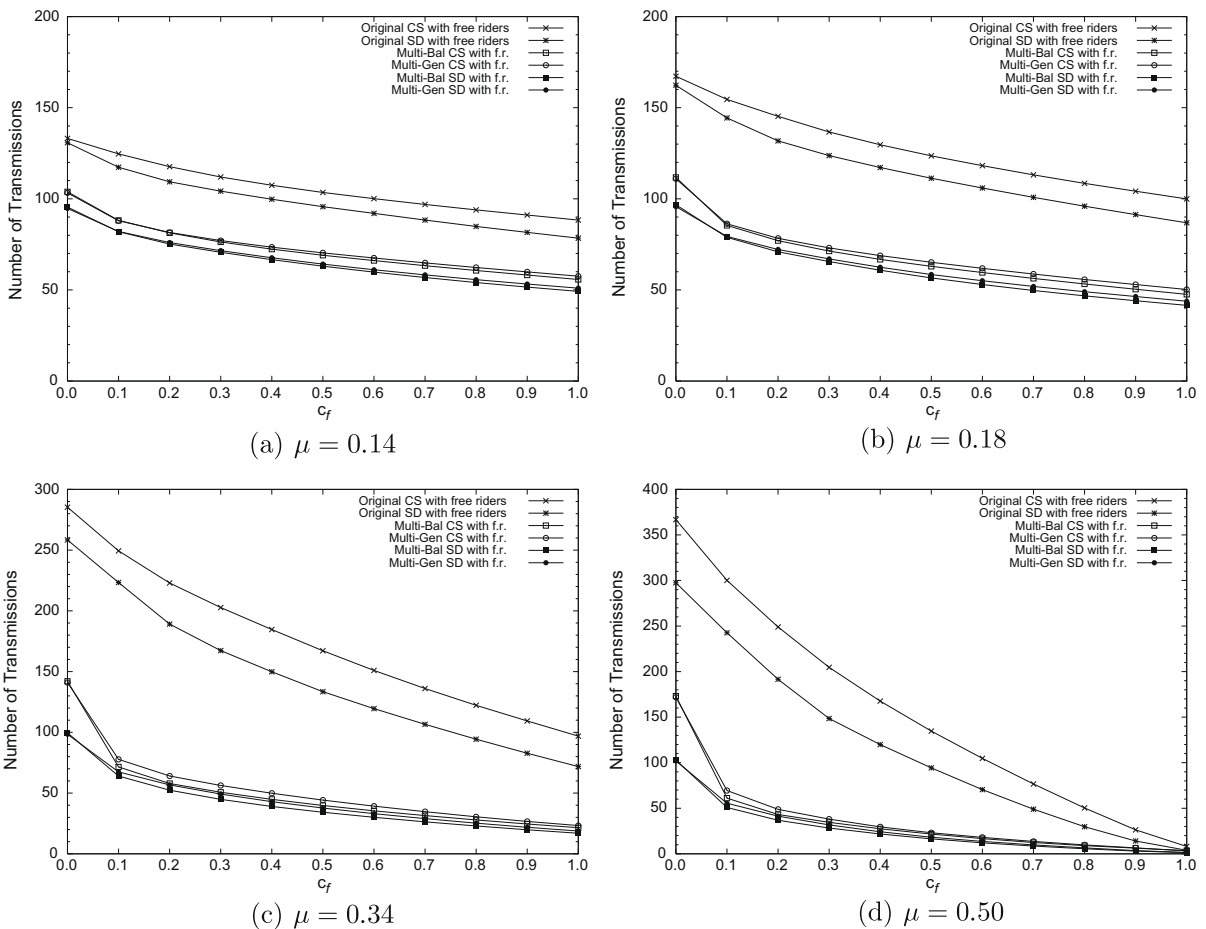 200
150
100
50
0
Number of Transmissions
Original CS with free riders
Original SD with free riders
Multi-Bal CS with f.r.
Multi-Gen CS with f.r.
Multi-Bal SD with f.r.
Multi-Gen SD with f.r.
0.0 0.1 0.2 0.3 0.4 0.5 0.6 0.7 0.8 0.9 1.0
c_f
(a) μ = 0.14
200
150
100
50
0
Number of Transmissions
Original CS with free riders
Original SD with free riders
Multi-Bal CS with f.r.
Multi-Gen CS with f.r.
Multi-Bal SD with f.r.
Multi-Gen SD with f.r.
0.0 0.1 0.2 0.3 0.4 0.5 0.6 0.7 0.8 0.9 1.0
c_f
(b) μ = 0.18
300
250
200
150
100
50
0
Number of Transmissions
Original CS with free riders
Original SD with free riders
Multi-Bal CS with f.r.
Multi-Gen CS with f.r.
Multi-Bal SD with f.r.
Multi-Gen SD with f.r.
0.0 0.1 0.2 0.3 0.4 0.5 0.6 0.7 0.8 0.9 1.0
c_f
(c) μ = 0.34
400
350
300
250
200
150
100
50
0
Number of Transmissions
Original CS with free riders
Original SD with free riders
Multi-Bal CS with f.r.
Multi-Gen CS with f.r.
Multi-Bal SD with f.r.
Multi-Gen SD with f.r.
0.0 0.1 0.2 0.3 0.4 0.5 0.6 0.7 0.8 0.9 1.0
c_f
(d) μ = 0.50